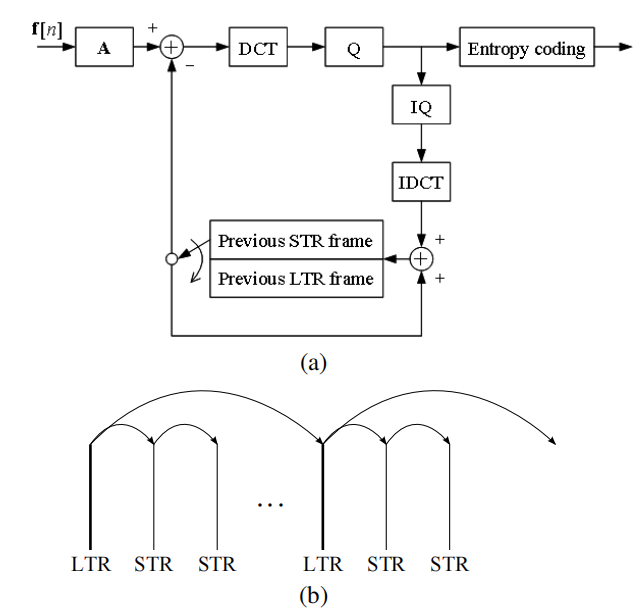 f[n]
A
+
+
−
DCT
Q
Entropy coding
IQ
IDCT
+
+
+
Previous STR frame
Previous LTR frame
(a)
...
LTR STR STR LTR STR STR
(b)